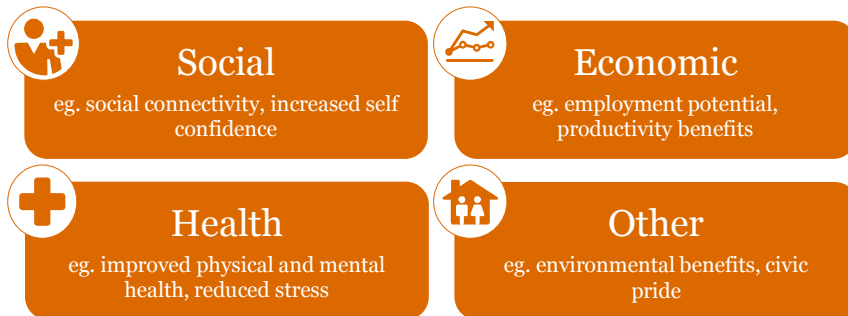 Social
eg. social connectivity, increased self
confidence
Economic
eg. employment potential,
productivity benefits
Health
eg. improved physical and mental
health, reduced stress
Other
eg. environmental benefits, civic
pride